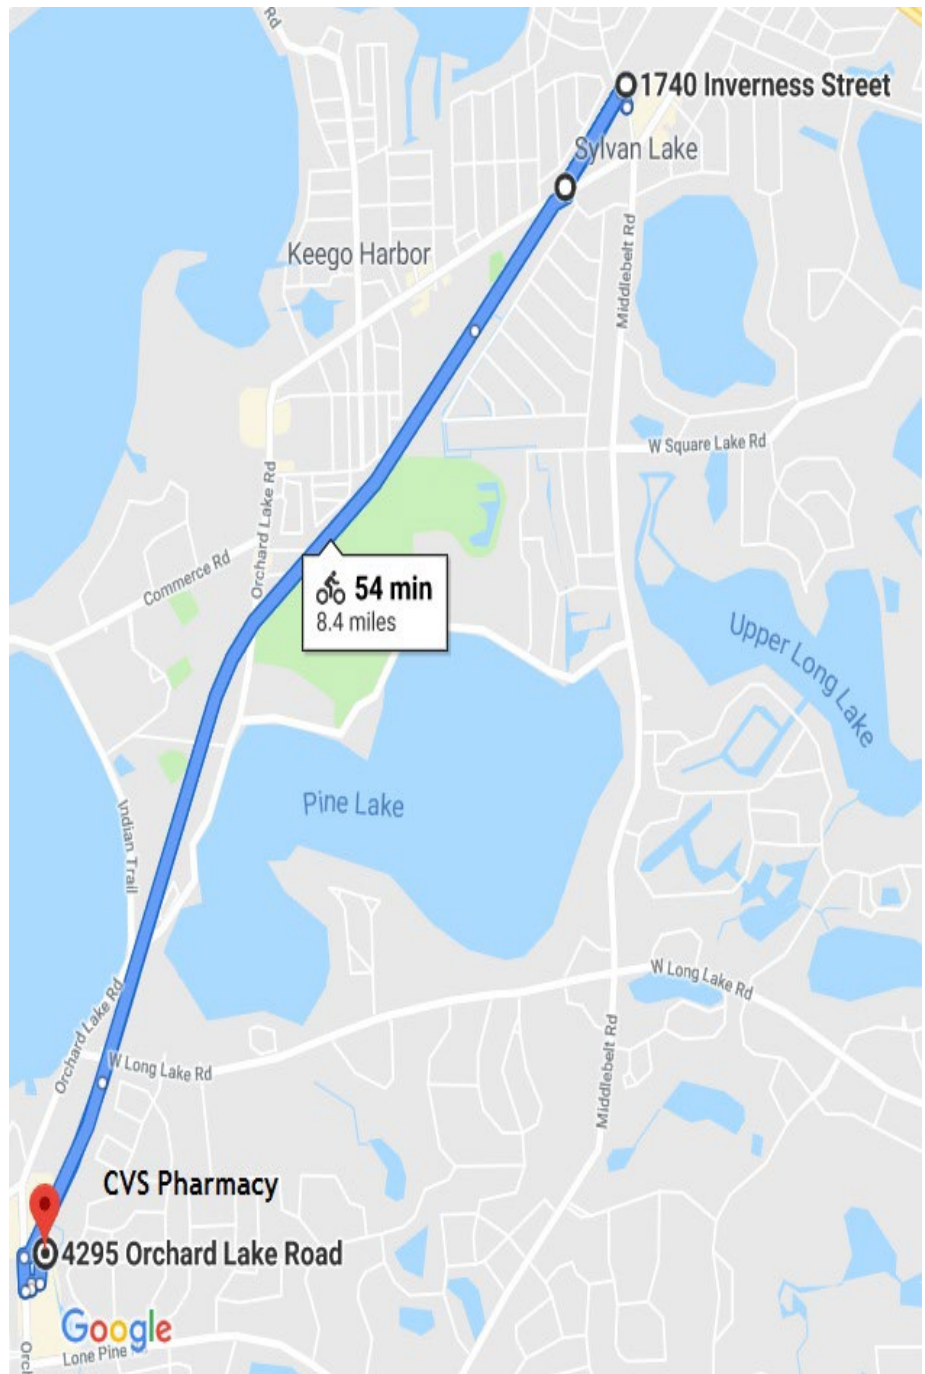 Rd
1740 Inverness Street
Sylvan Lake
Keego Harbor
Middlebelt Rd
W Square Lake Rd
Orchard Lake Rd
Commerce Rd
54 min
8.4 miles
Upper Long Lake
Pine Lake
Indian Trail
W Long Lake Rd
Orchard Lake Rd
Middlebelt Rd
W Long Lake Rd
CVS Pharmacy
4295 Orchard Lake Road
Google
Lone Pine
Orc